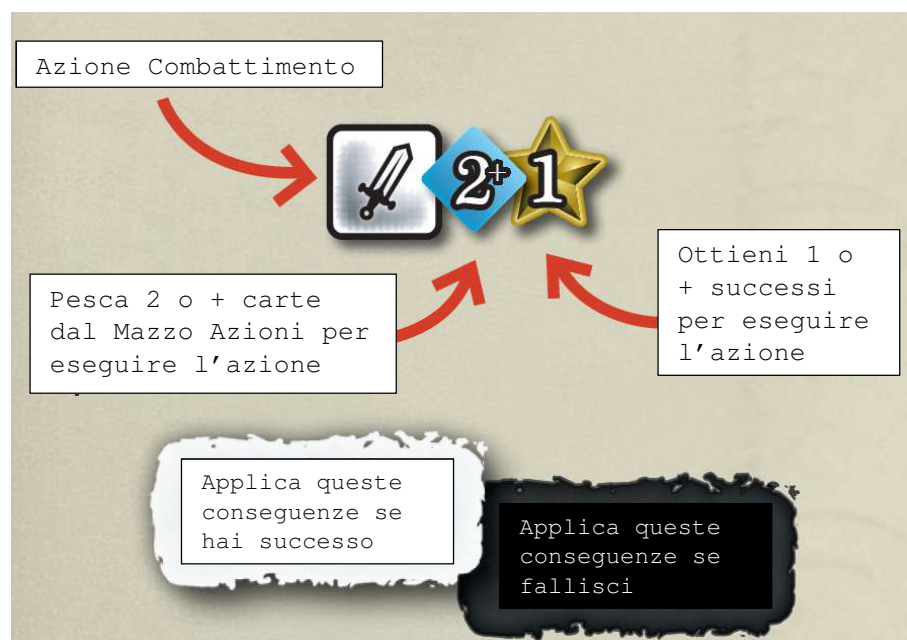 Azione Combattimento
2+ 1
Pesca 2 o + carte
dal Mazzo Azioni per
eseguire l’azione
Ottieni 1 o
+ successi
per eseguire
l’azione
Applica queste
conseguenze se
hai successo
Applica queste
conseguenze se
fallisci